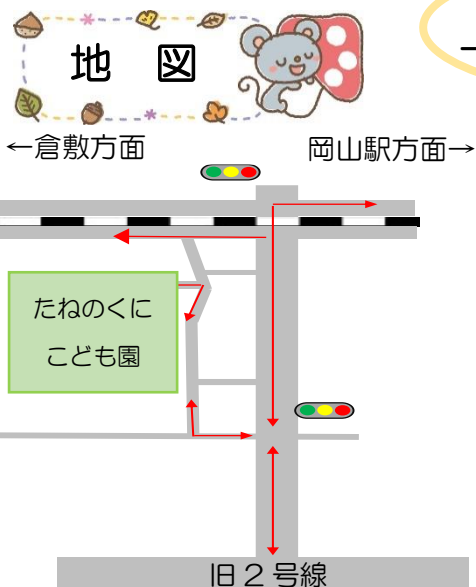 地 図
←倉敷方面
岡山駅方面→
たねのくに
こども園
旧２号線